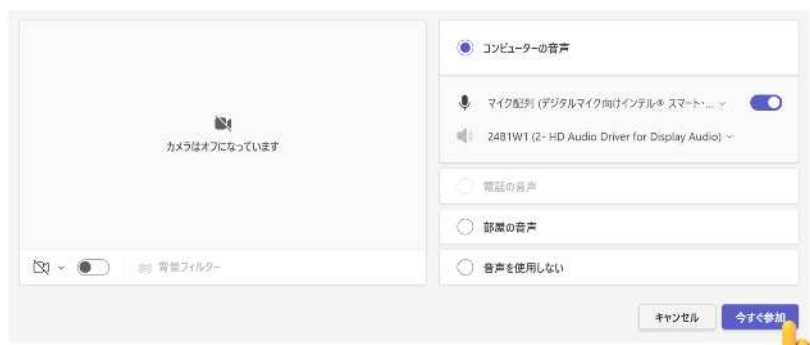 カメラはオフになっています
背景フィルター
コンピューターの音声
マイク配列 (デジタルマイク向けインテル® スマート・...
2481W1 (2- HD Audio Driver for Display Audio)
電話の音声
部屋の音声
音声を使用しない
キャンセル
今すぐ参加